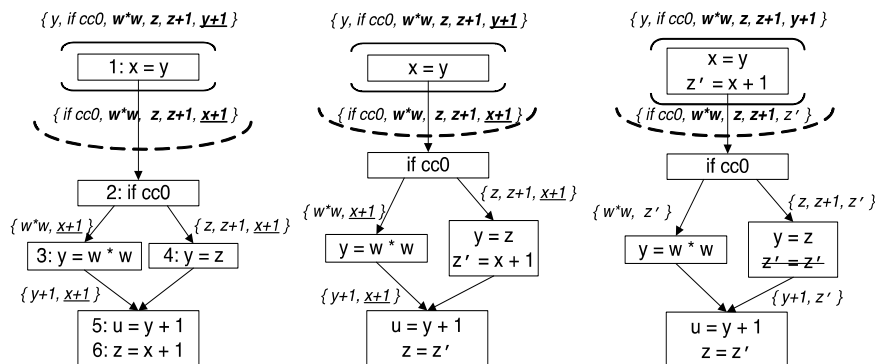 { y, if cc0, w*w, z, z+1, y+1 }
1: x = y
{ if cc0, w*w, z, z+1, x+1 }
2: if cc0
{ w*w, x+1 }
{ z, z+1, x+1 }
3: y = w * w
4: y = z
{ y+1, x+1 }
5: u = y + 1
6: z = x + 1
{ y, if cc0, w*w, z, z+1, y+1 }
x = y
{ if cc0, w*w, z, z+1, x+1 }
if cc0
{ w*w, x+1 }
{ z, z+1, x+1 }
y = w * w
y = z
z′ = x + 1
{ y+1, x+1 }
u = y + 1
z = z′
{ y, if cc0, w*w, z, z+1, y+1 }
x = y
z′ = x + 1
{ if cc0, w*w, z, z+1, z′ }
if cc0
{ w*w, z′ }
{ z, z+1, z′ }
y = w * w
y = z
z′ = z′
{ y+1, z′ }
u = y + 1
z = z′